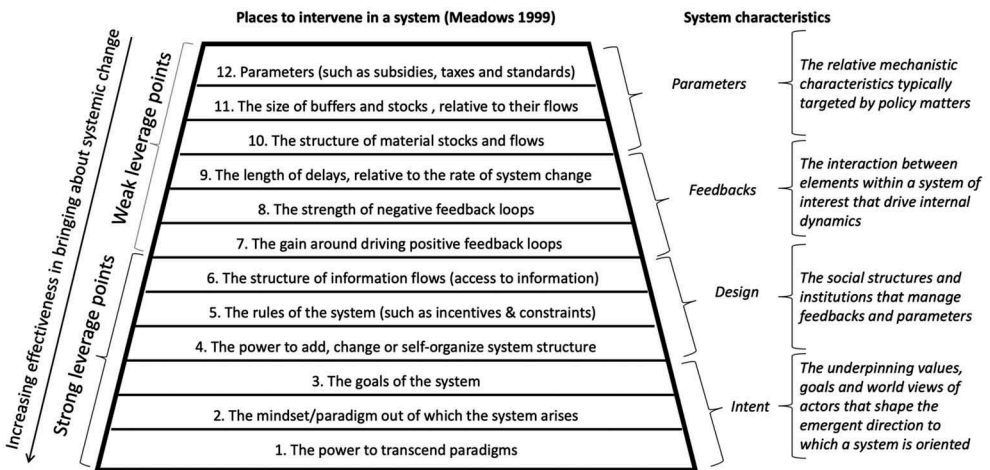 Places to intervene in a system (Meadows 1999)
System characteristics
Increasing effectiveness in bringing about systemic change
Weak leverage points
Strong leverage points
12. Parameters (such as subsidies, taxes and standards)
11. The size of buffers and stocks , relative to their flows
10. The structure of material stocks and flows
9. The length of delays, relative to the rate of system change
8. The strength of negative feedback loops
7. The gain around driving positive feedback loops
6. The structure of information flows (access to information)
5. The rules of the system (such as incentives & constraints)
4. The power to add, change or self-organize system structure
3. The goals of the system
2. The mindset/paradigm out of which the system arises
1. The power to transcend paradigms
Parameters
The relative mechanistic
characteristics typically
targeted by policy matters
Feedbacks
The interaction between
elements within a system of
interest that drive internal
dynamics
Design
The social structures and
institutions that manage
feedbacks and parameters
Intent
The underpinning values,
goals and world views of
actors that shape the
emergent direction to
which a system is oriented